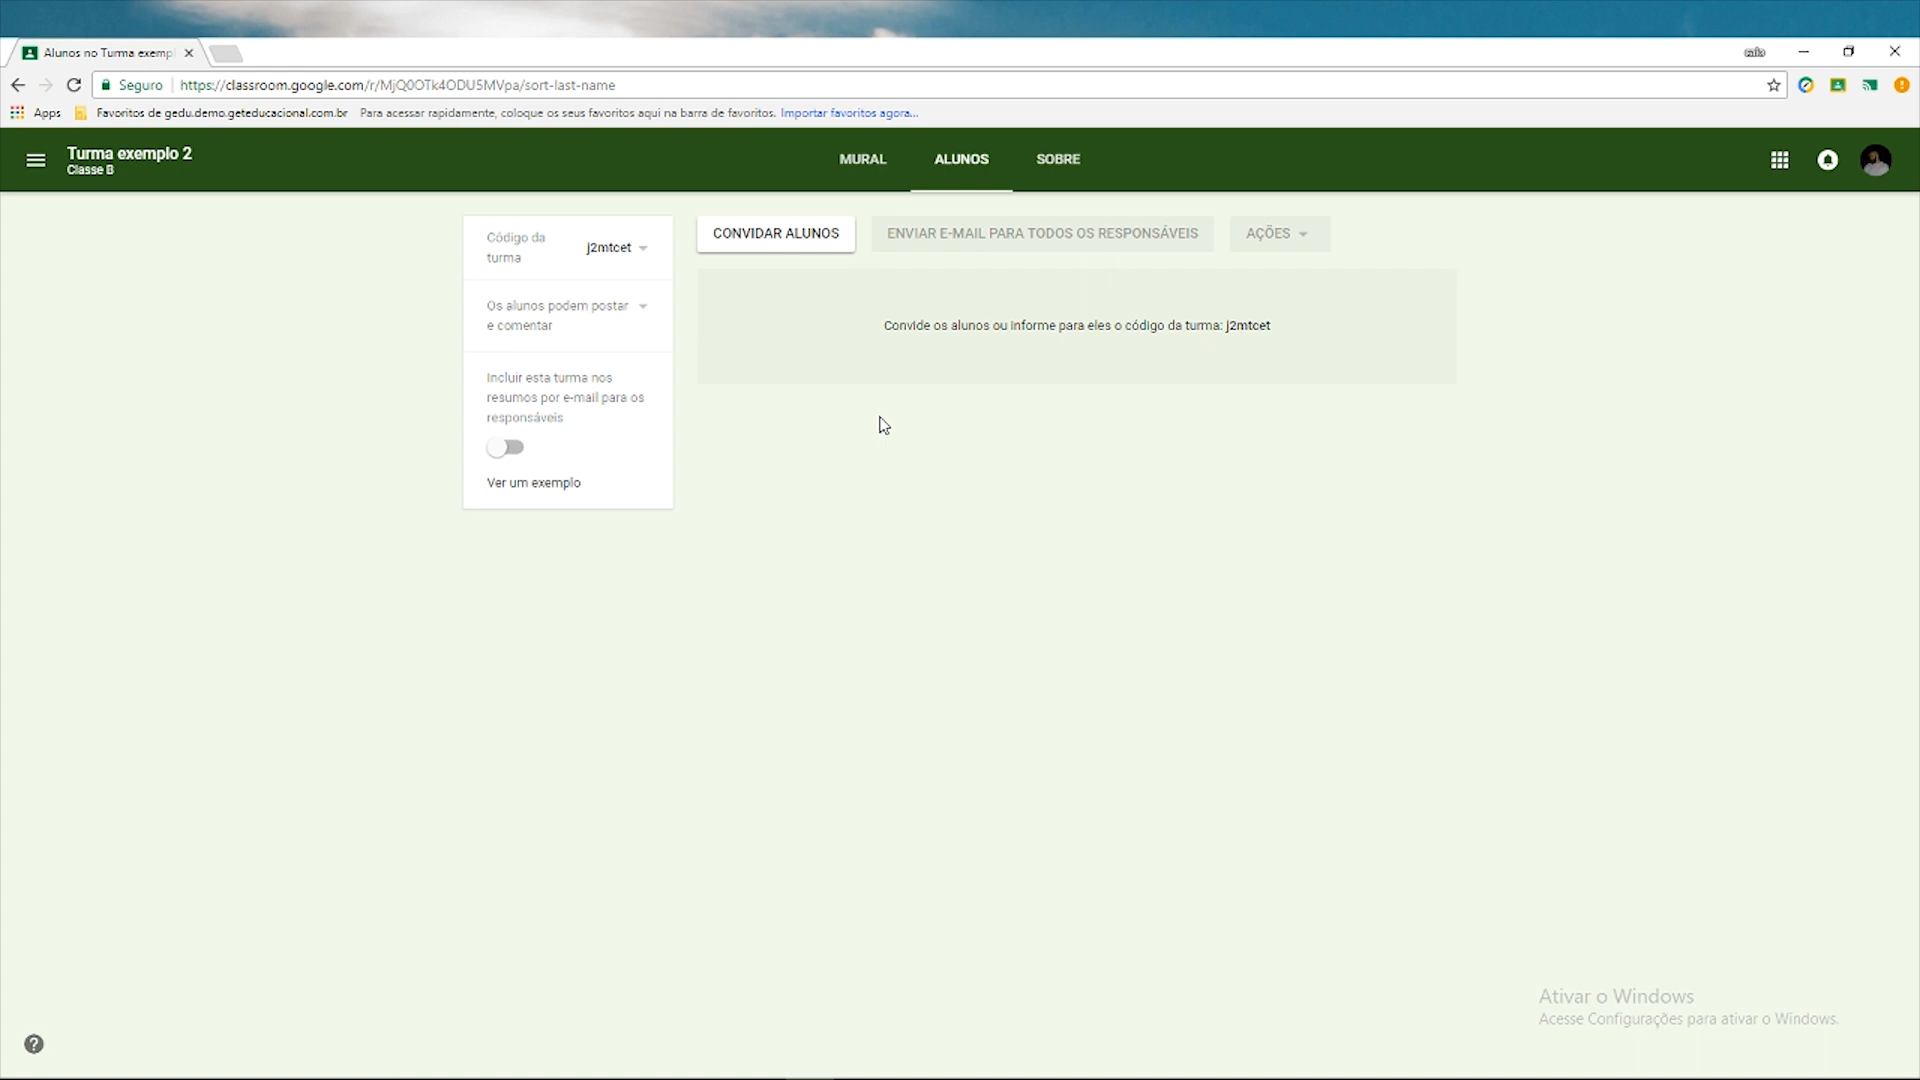 Alunos no Turma exempl
Seguro
https://classroom.google.com/r/MjQ0OTk4ODU5MVpa/sort-last-name
Apps
Favoritos de gedu.demo.geteducacional.com.br
Para acessar rapidamente, coloque os seus favoritos aqui na barra de favoritos. Importar favoritos agora...
Turma exemplo 2
Classe B
MURAL
ALUNOS
SOBRE
Código da
turma
j2mtcet
CONVIDAR ALUNOS
ENVIAR E-MAIL PARA TODOS OS RESPONSÁVEIS
AÇÕES
Os alunos podem postar
e comentar
Convide os alunos ou informe para eles o código da turma: j2mtcet
Incluir esta turma nos
resumos por e-mail para os
responsáveis
Ver um exemplo
Ativar o Windows
Acesse Configurações para ativar o Windows.